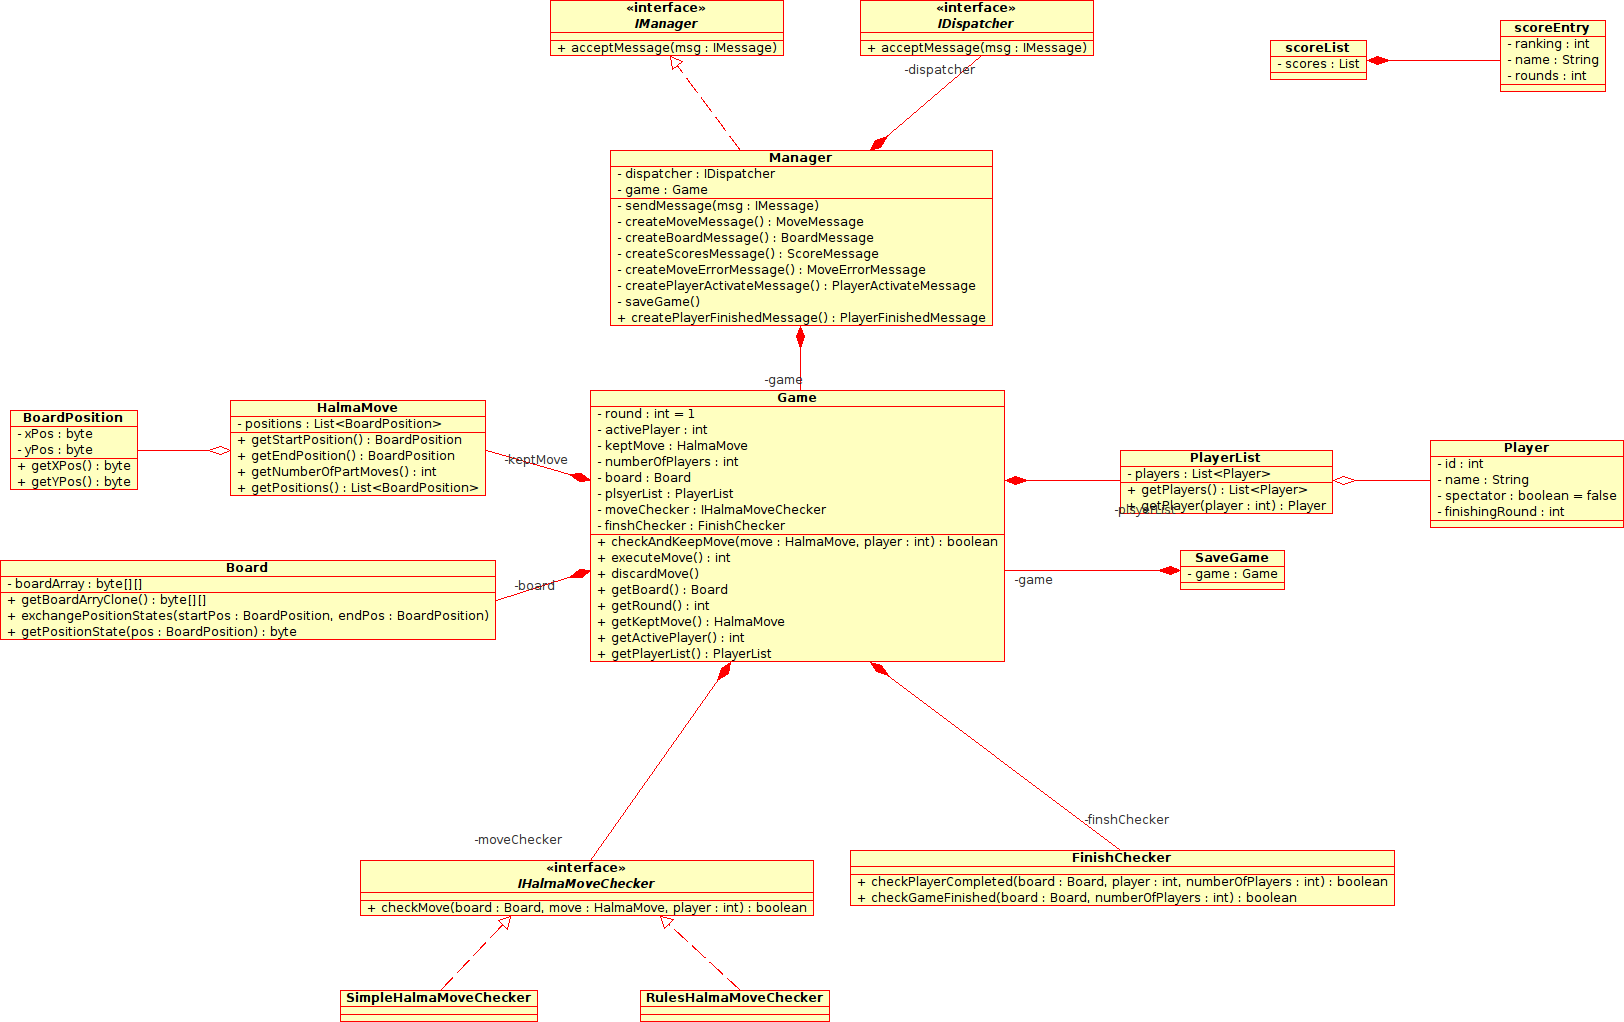 «interface»
IManager
+ acceptMessage(msg : IMessage)
«interface»
IDispatcher
+ acceptMessage(msg : IMessage)
-dispatcher
scoreList
- scores : List
scoreEntry
- ranking : int
- name : String
- rounds : int
Manager
- dispatcher : IDispatcher
- game : Game
- sendMessage(msg : IMessage)
- createMoveMessage() : MoveMessage
- createBoardMessage() : BoardMessage
- createScoresMessage() : ScoreMessage
- createMoveErrorMessage() : MoveErrorMessage
- createPlayerActivateMessage() : PlayerActivateMessage
- saveGame()
+ createPlayerFinishedMessage() : PlayerFinishedMessage
-game
BoardPosition
- xPos : byte
- yPos : byte
+ getXPos() : byte
+ getYPos() : byte
HalmaMove
- positions : List<BoardPosition>
+ getStartPosition() : BoardPosition
+ getEndPosition() : BoardPosition
+ getNumberOfPartMoves() : int
+ getPositions() : List<BoardPosition>
-keptMove
Game
- round : int = 1
- activePlayer : int
- keptMove : HalmaMove
- numberOfPlayers : int
- board : Board
- plsyerList : PlayerList
- moveChecker : IHalmaMoveChecker
- finshChecker : FinishChecker
+ checkAndKeepMove(move : HalmaMove, player : int) : boolean
+ executeMove() : int
+ discardMove()
+ getBoard() : Board
+ getRound() : int
+ getKeptMove() : HalmaMove
+ getActivePlayer() : int
+ getPlayerList() : PlayerList
PlayerList
- players : List<Player>
+ getPlayers() : List<Player>
+ getPlayer(player : int) : Player
Player
- id : int
- name : String
- spectator : boolean = false
- finishingRound : int
SaveGame
- game : Game
-game
Board
- boardArray : byte[][]
+ getBoardArryClone() : byte[][]
+ exchangePositionStates(startPos : BoardPosition, endPos : BoardPosition)
+ getPositionState(pos : BoardPosition) : byte
-board
-moveChecker
-finshChecker
«interface»
IHalmaMoveChecker
+ checkMove(board : Board, move : HalmaMove, player : int) : boolean
FinishChecker
+ checkPlayerCompleted(board : Board, player : int, numberOfPlayers : int) : boolean
+ checkGameFinished(board : Board, numberOfPlayers : int) : boolean
SimpleHalmaMoveChecker
RulesHalmaMoveChecker